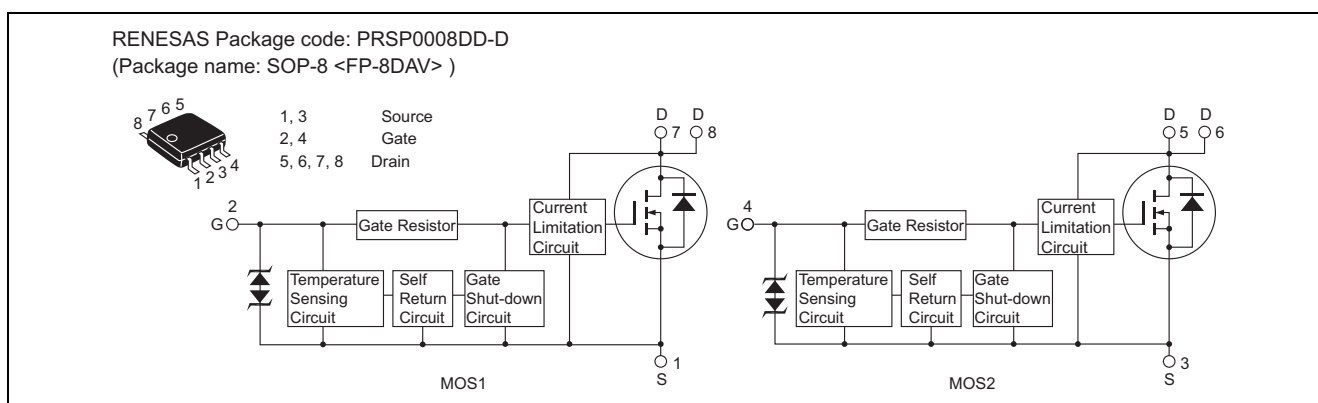 RENESAS Package code: PRSP0008DD-D
(Package name: SOP-8 <FP-8DAV> )
8 7 6 5
1 2 3 4
1, 3 Source
2, 4 Gate
5, 6, 7, 8 Drain
D D
7 8
2
G
Gate Resistor
Current
Limitation
Circuit
Temperature
Sensing
Circuit
Self
Return
Circuit
Gate
Shut-down
Circuit
1
S
MOS1
D D
5 6
4
G
Gate Resistor
Current
Limitation
Circuit
Temperature
Sensing
Circuit
Self
Return
Circuit
Gate
Shut-down
Circuit
3
S
MOS2